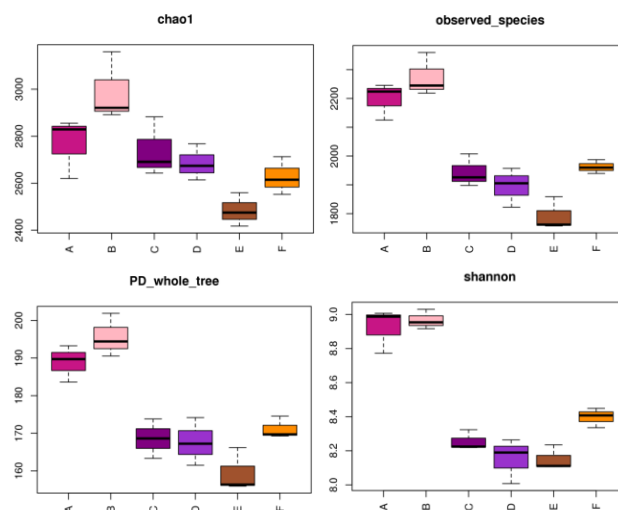 chao1
3000
2800
2600
2400
A B C D E F
observed_species
2200
2000
1800
A B C D E F
PD_whole_tree
200
190
170
160
A B C D E F
shannon
9.0
8.8
8.6
8.4
8.2
8.0
A B C D E F